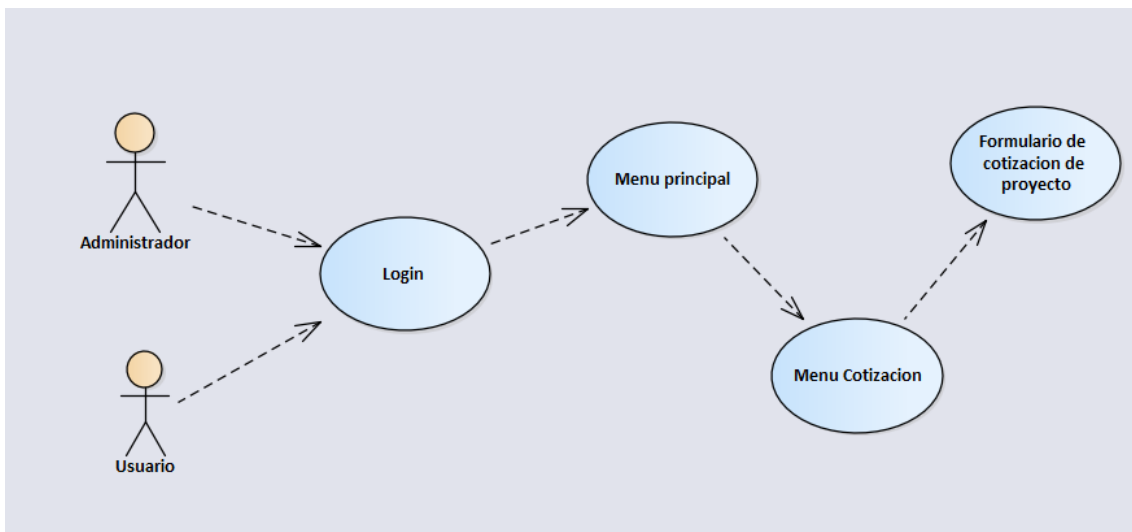 Administrador
Usuario
Login
Menu principal
Menu Cotizacion
Formulario de
cotizacion de
proyecto